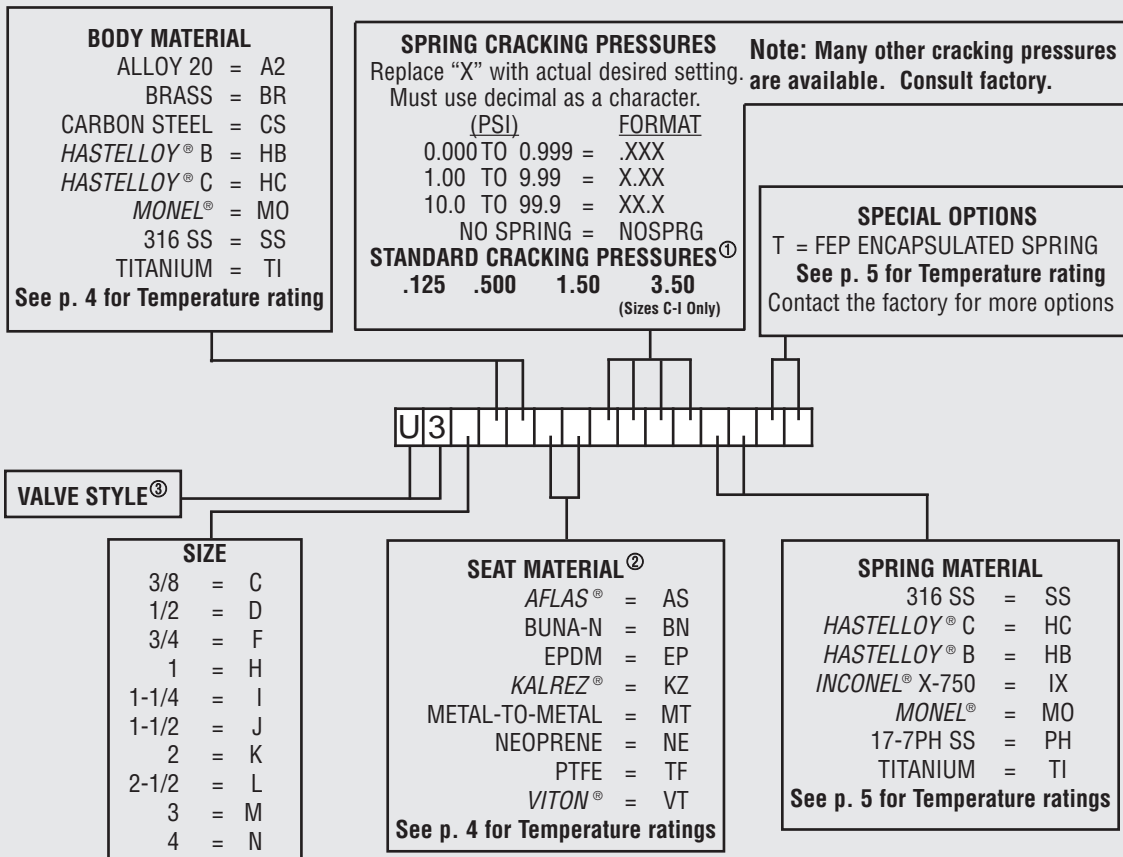 BODY MATERIAL
ALLOY 20 = A2
BRASS = BR
CARBON STEEL = CS
HASTELLOY® B = HB
HASTELLOY® C = HC
MONEL® = MO
316 SS = SS
TITANIUM = TI
See p. 4 for Temperature rating
SPRING CRACKING PRESSURES
Replace “X” with actual desired setting.
Must use decimal as a character.
(PSI) FORMAT
0.000 TO 0.999 = .XXX
1.00 TO 9.99 = X.XX
10.0 TO 99.9 = XX.X
NO SPRING = NOSPRG
STANDARD CRACKING PRESSURES①
.125 .500 1.50 3.50
(Sizes C-I Only)
Note: Many other cracking pressures
are available. Consult factory.
SPECIAL OPTIONS
T = FEP ENCAPSULATED SPRING
See p. 5 for Temperature rating
Contact the factory for more options
U3
VALVE STYLE③
SIZE
3/8 = C
1/2 = D
3/4 = F
1 = H
1-1/4 = I
1-1/2 = J
2 = K
2-1/2 = L
3 = M
4 = N
SEAT MATERIAL②
AFLAS® = AS
BUNA-N = BN
EPDM = EP
KALREZ® = KZ
METAL-TO-METAL = MT
NEOPRENE = NE
PTFE = TF
VITON® = VT
See p. 4 for Temperature ratings
SPRING MATERIAL
316 SS = SS
HASTELLOY® C = HC
HASTELLOY® B = HB
INCONEL® X-750 = IX
MONEL® = MO
17-7PH SS = PH
TITANIUM = TI
See p. 5 for Temperature ratings